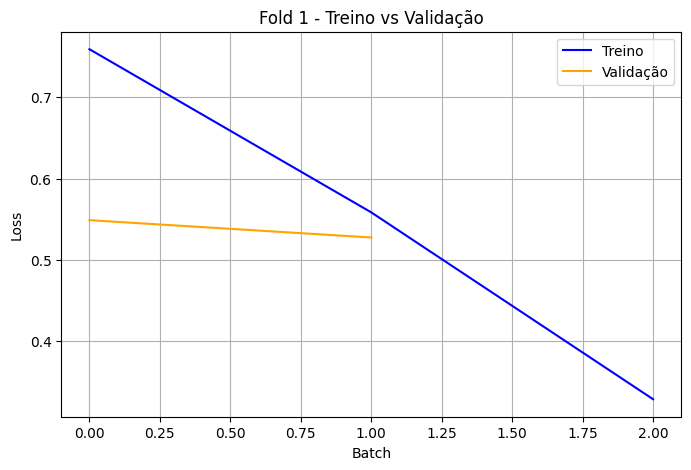 Fold 1 - Treino vs Validação
Treino
Validação
Loss
0.7
0.6
0.5
0.4
0.00 0.25 0.50 0.75 1.00 1.25 1.50 1.75 2.00
Batch